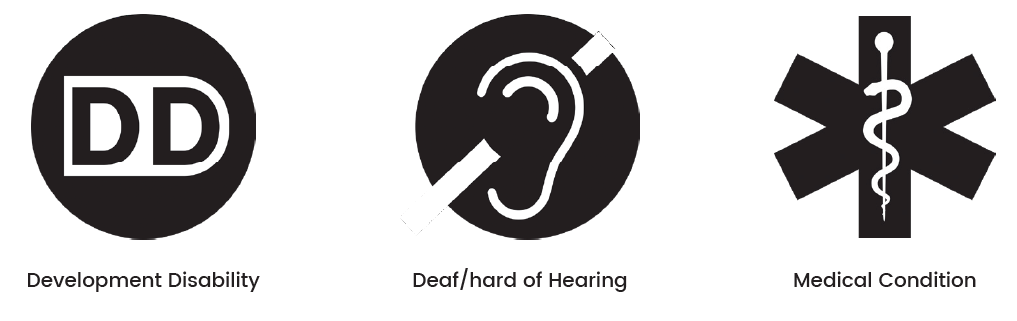 DD
Development Disability
Deaf/hard of Hearing
Medical Condition